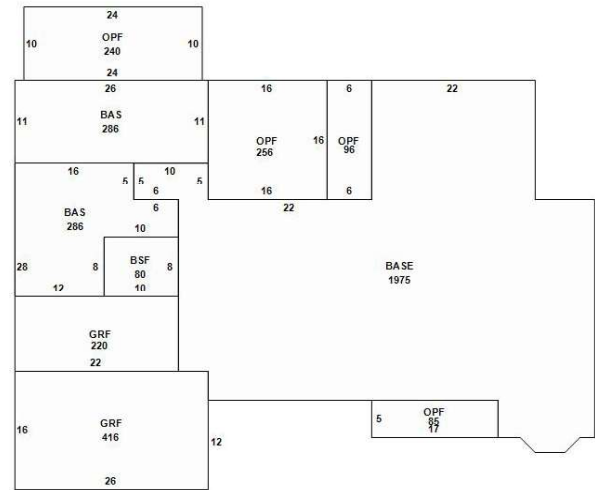 24
10 OPF 10
240
24
26
11 BAS 11
286
16 6 22
OPF 16 OPF
256 96
16 6
22
16 10
5 5 5
6
6
BAS
286
10
28 8 BSF 8
80
12 10
BASE
1975
GRF
220
22
GRF
16 416
12
26
5 OPF
85
17